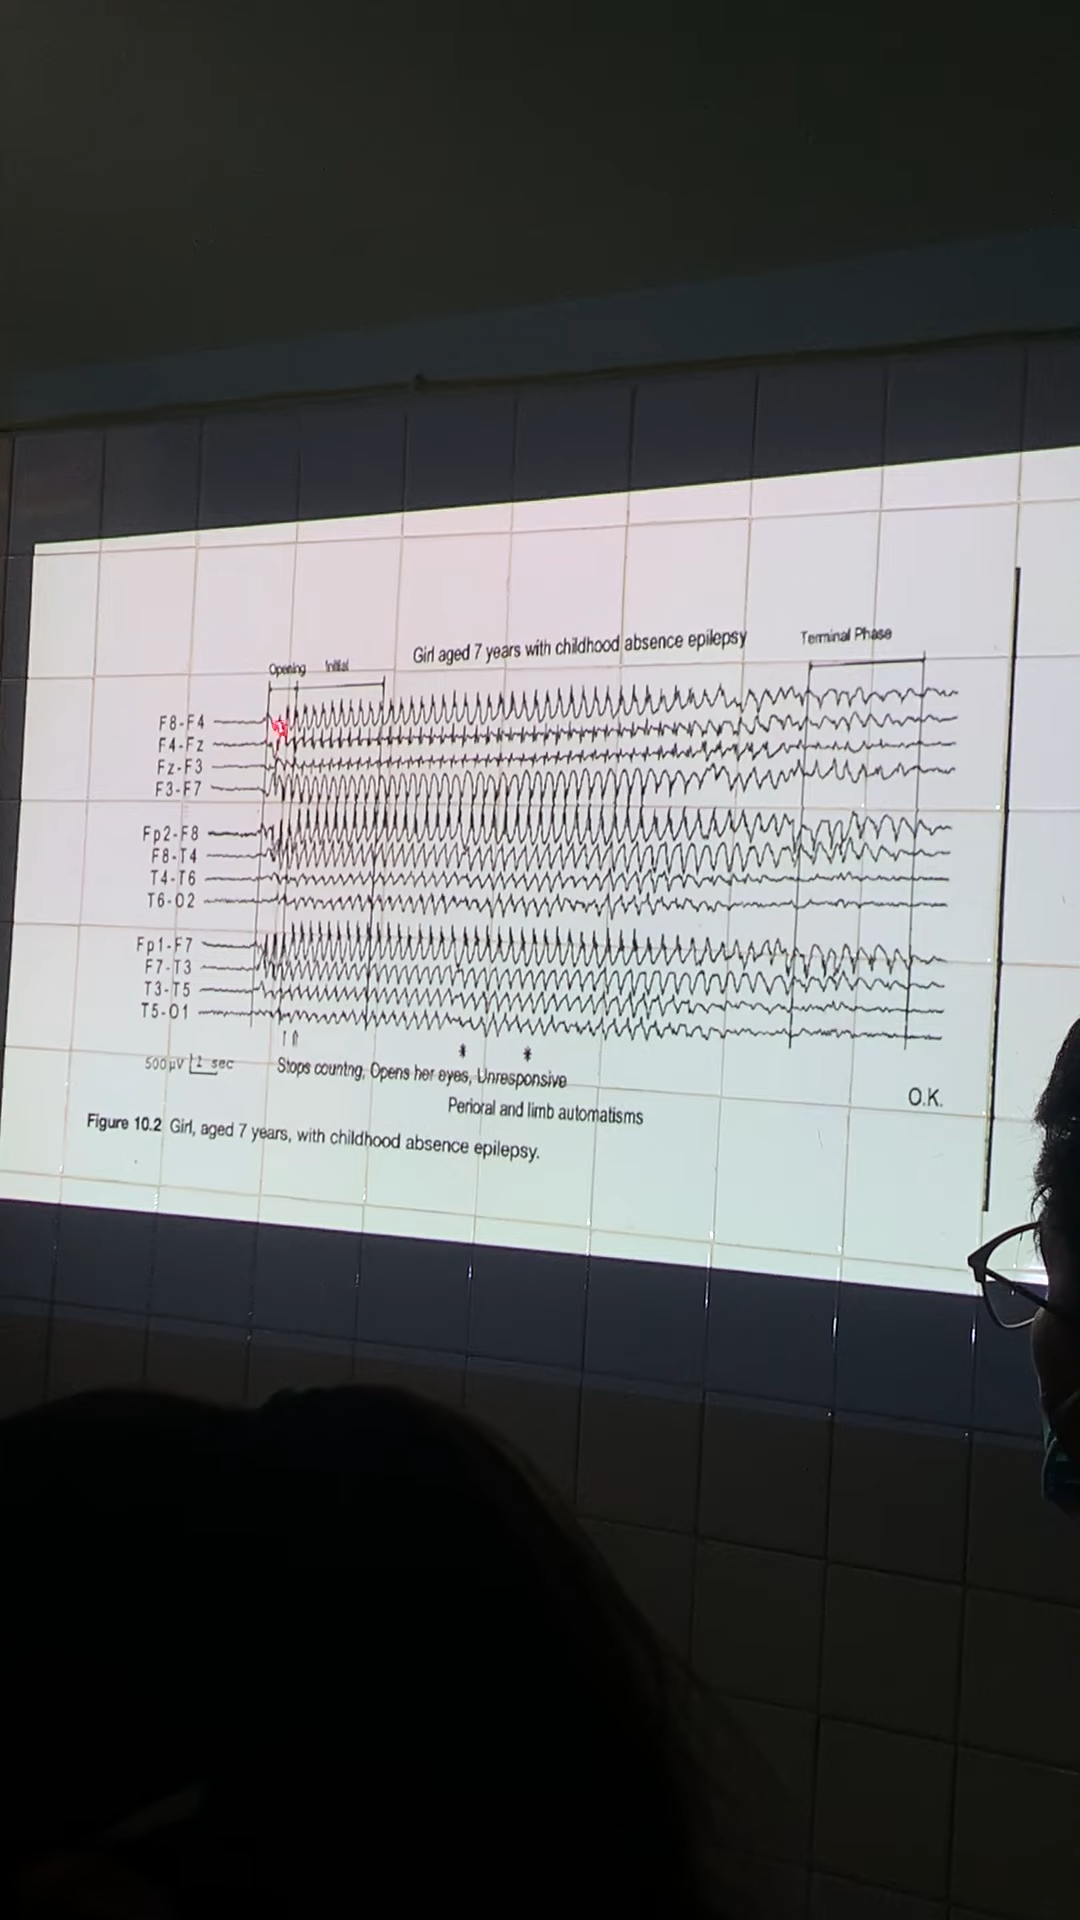 Girl aged 7 years with childhood absence epilepsy
Terminal Phase
Opening Initial
F8-F4
F4-Fz
Fz-F3
F3-F7
Fp2-F8
F8-T4
T4-T6
T6-O2
Fp1-F7
F7-T3
T3-T5
T5-O1
500µV 1 sec
Stops countng, Opens her eyes, Unresponsive
Perioral and limb automatisms
O.K.
Figure 10.2 Girl, aged 7 years, with childhood absence epilepsy.